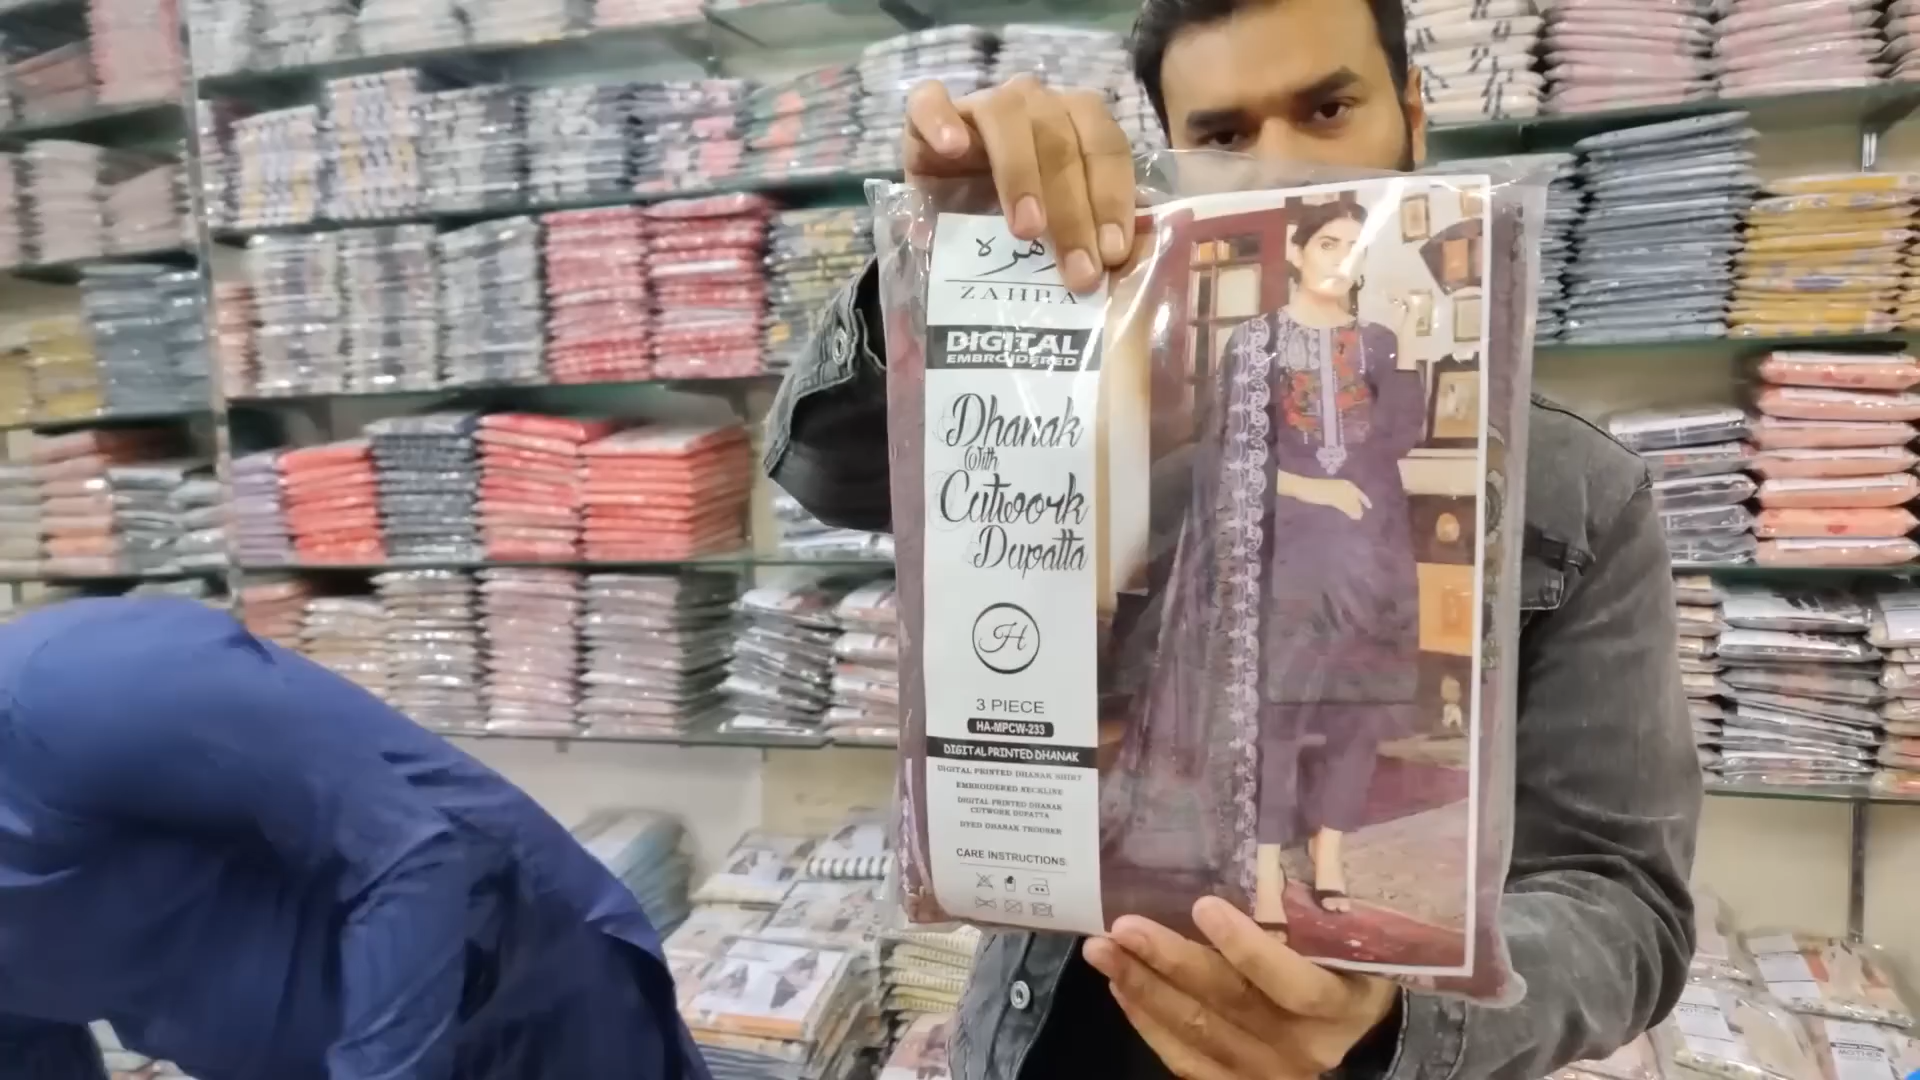 زهره
ZAHRA
DIGITAL
EMBROIDERED
Dhanak
With
Cutwork
Dupatta
H
3 PIECE
HA-MPCW-233
DIGITAL PRINTED DHANAK
DIGITAL PRINTED DHANAK SHIRT
EMBROIDERED NECKLINE
DIGITAL PRINTED DHANAK
CUTWORK DUPATTA
DYED DHANAK TROUSER
CARE INSTRUCTIONS:
MOTHER